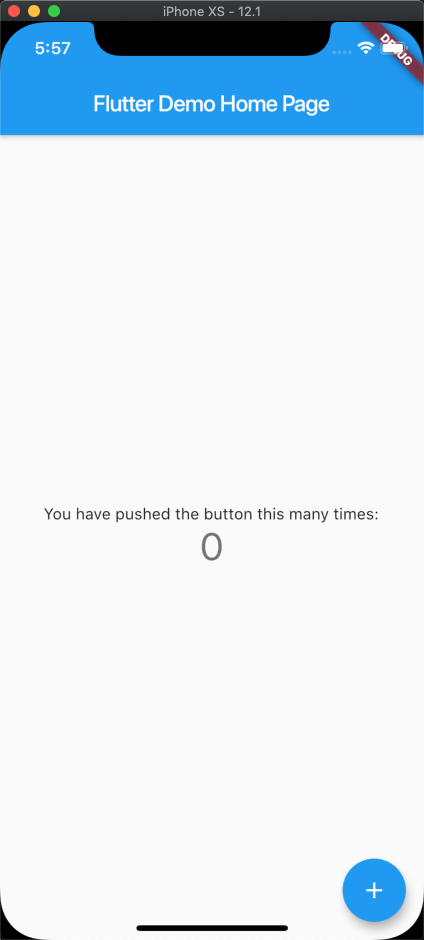 iPhone XS - 12.1
5:57
DEBUG
Flutter Demo Home Page
You have pushed the button this many times:
0
+